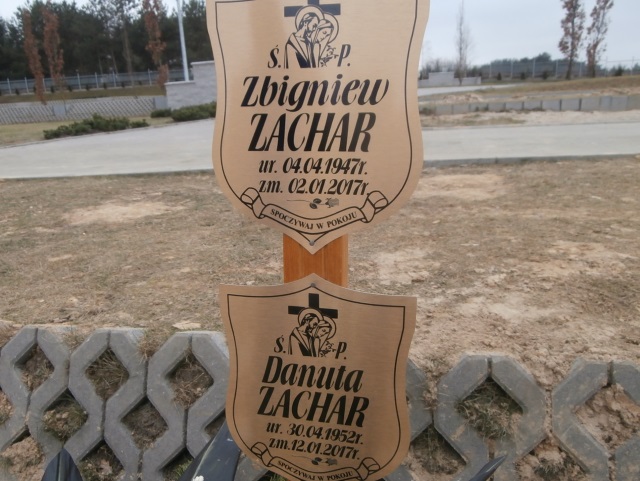 Ś. P.
Zbigniew
ZACHAR
ur. 04.04.1947r.
zm. 02.01.2017r
SPOCZYWAJ W POKOJU
Ś. P.
Danuta
ZACHAR
ur. 30.04.1952r.
zm.12.01.2017r.
SPOCZYWAJ W POKOJU